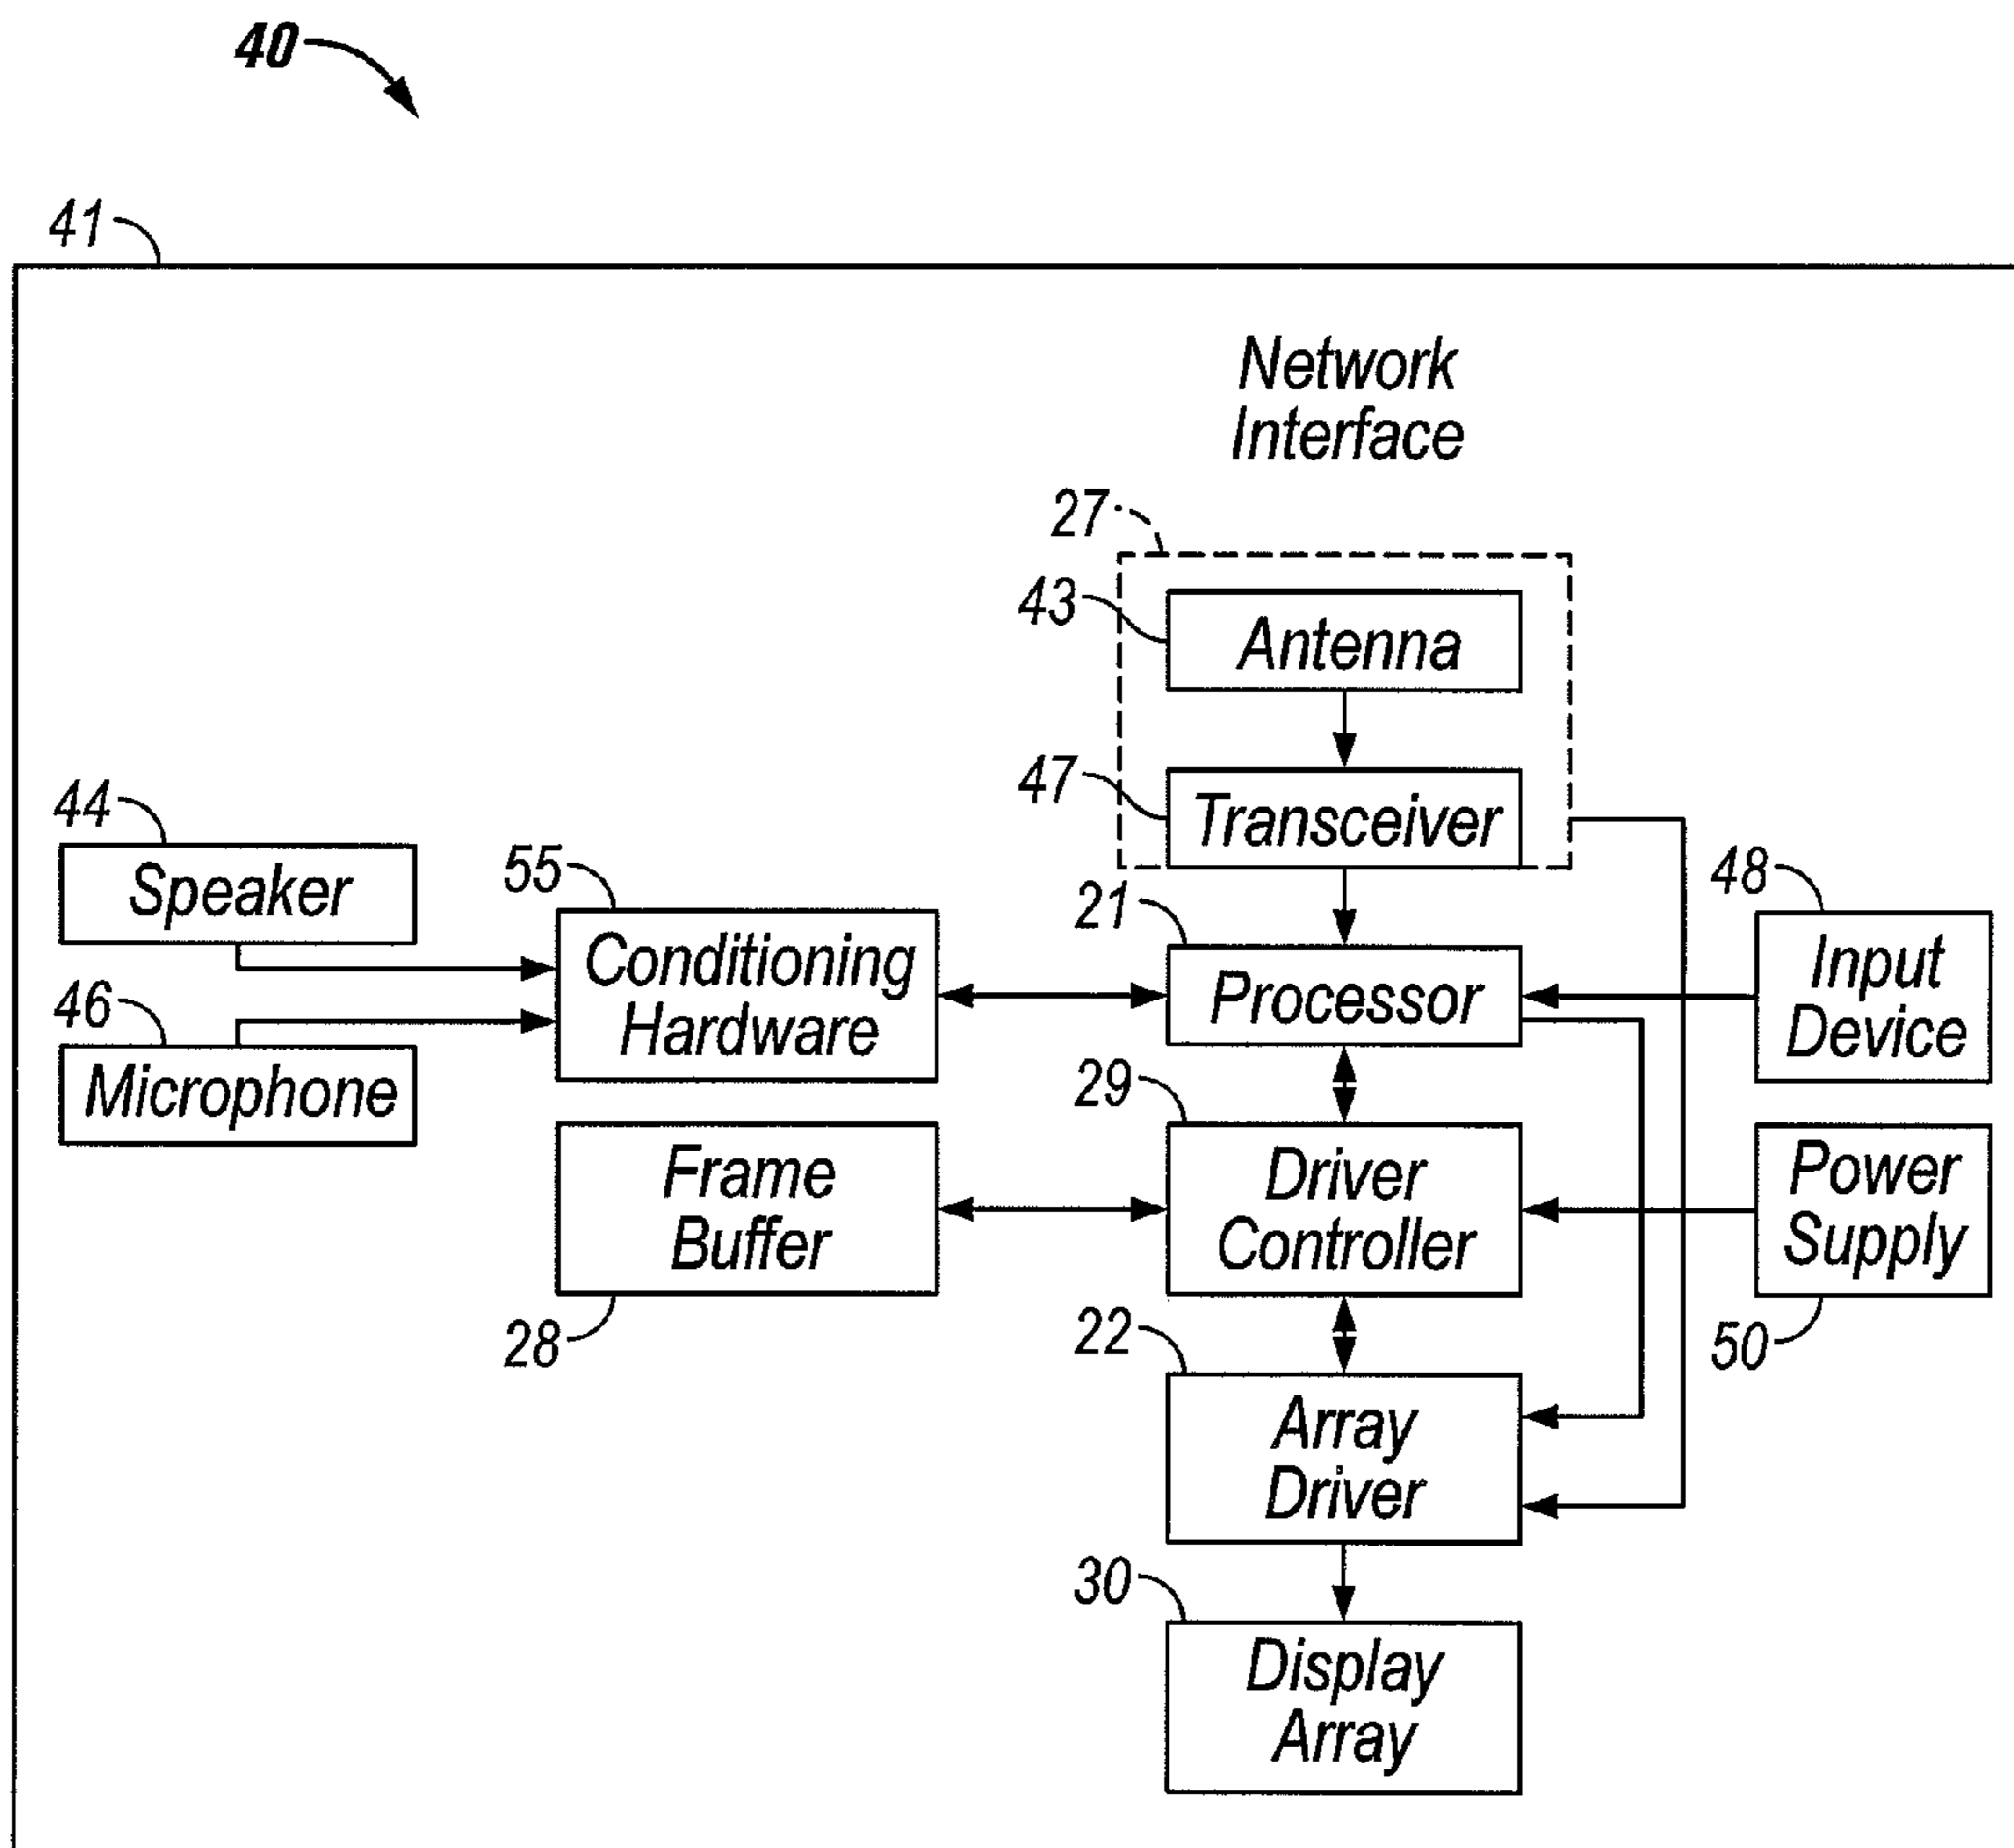 40
41
Network
Interface
27
43
Antenna
47
Transceiver
44
Speaker
55
Conditioning
Hardware
21
Processor
48
Input
Device
46
Microphone
29
Driver
Controller
Frame
Buffer
28
Power
Supply
50
22
Array
Driver
30
Display
Array